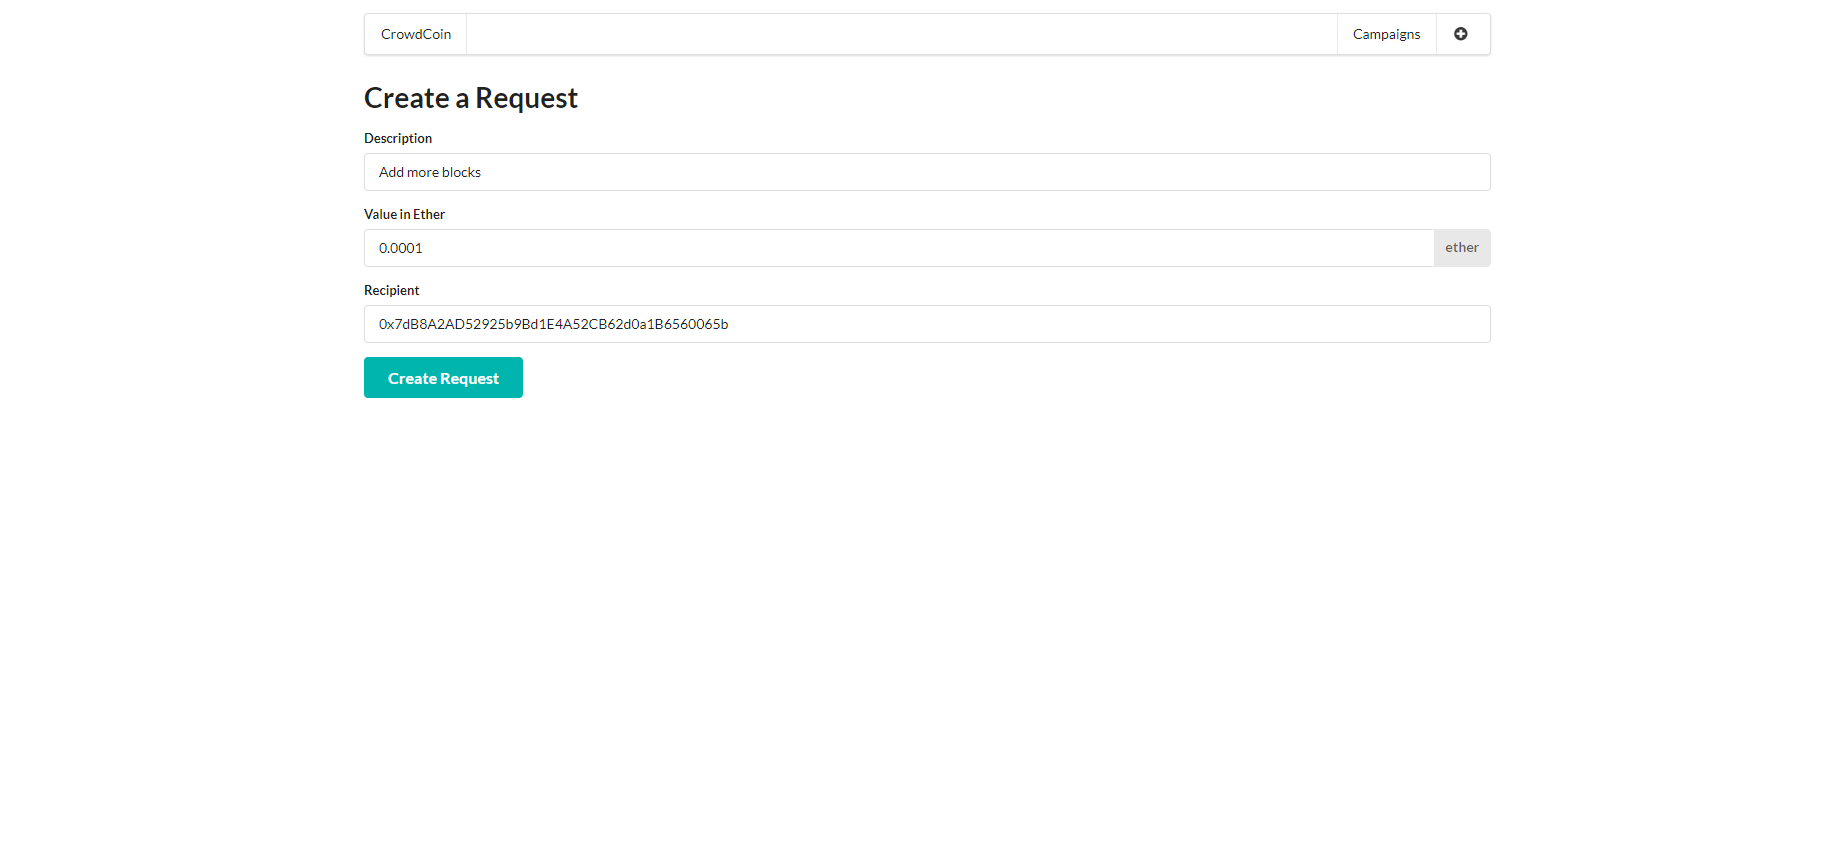 CrowdCoin
Campaigns
Create a Request
Description
Add more blocks
Value in Ether
0.0001
ether
Recipient
0x7dB8A2AD52925b9Bd1E4A52CB62d0a1B6560065b
Create Request